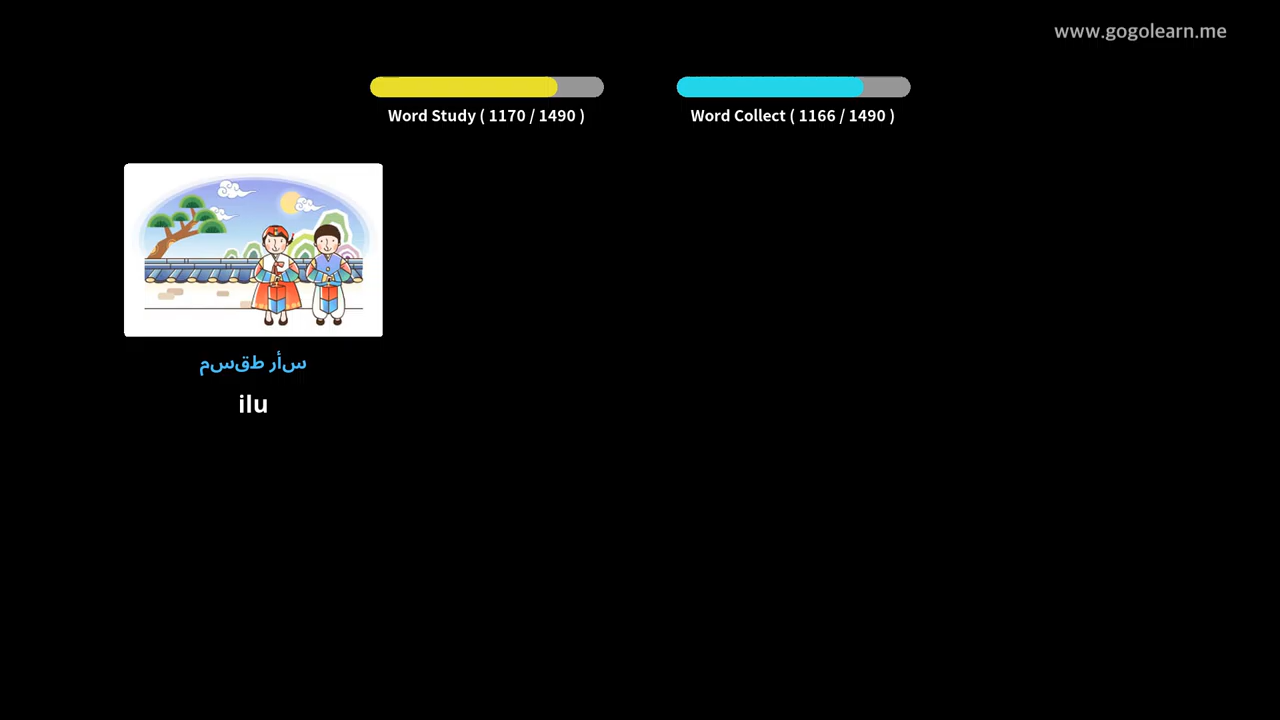 www.gogolearn.me
Word Study ( 1170 / 1490 )
Word Collect ( 1166 / 1490 )
سأر طقسم
ilu